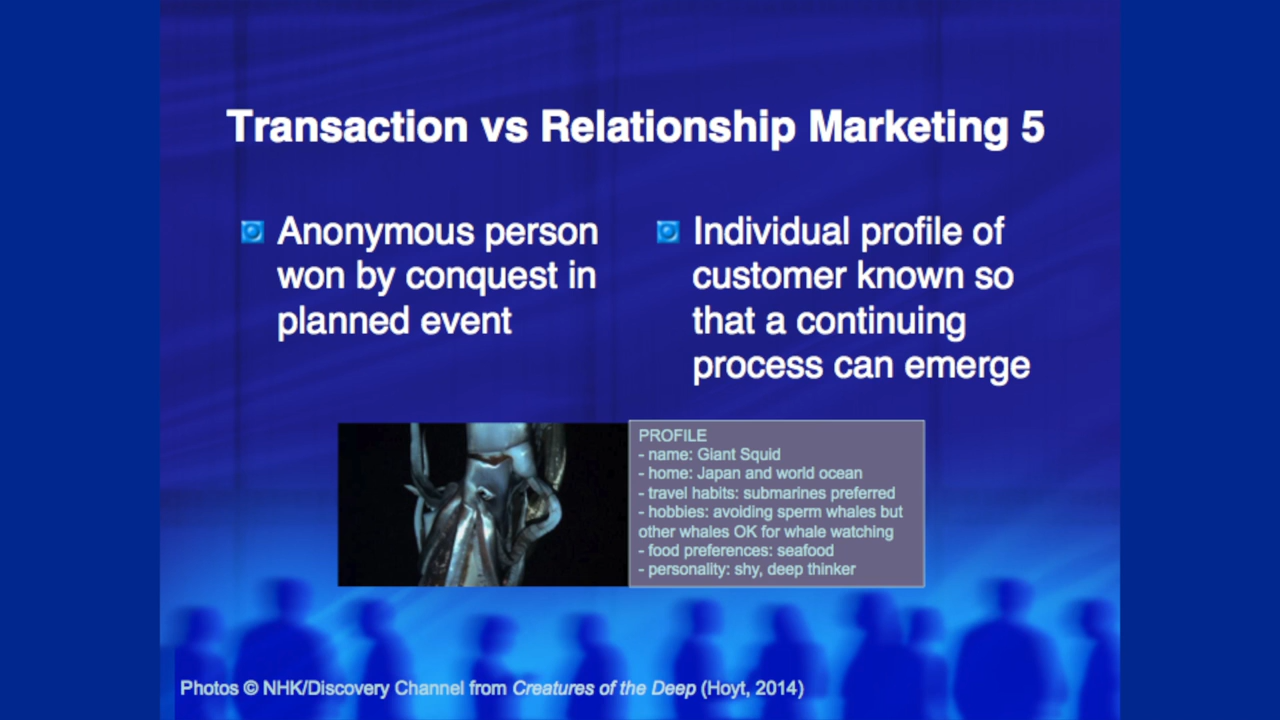 Transaction vs Relationship Marketing 5
Anonymous person
won by conquest in
planned event
Individual profile of
customer known so
that a continuing
process can emerge
PROFILE
- name: Giant Squid
- home: Japan and world ocean
- travel habits: submarines preferred
- hobbies: avoiding sperm whales but
other whales OK for whale watching
- food preferences: seafood
- personality: shy, deep thinker
Photos © NHK/Discovery Channel from Creatures of the Deep (Hoyt, 2014)